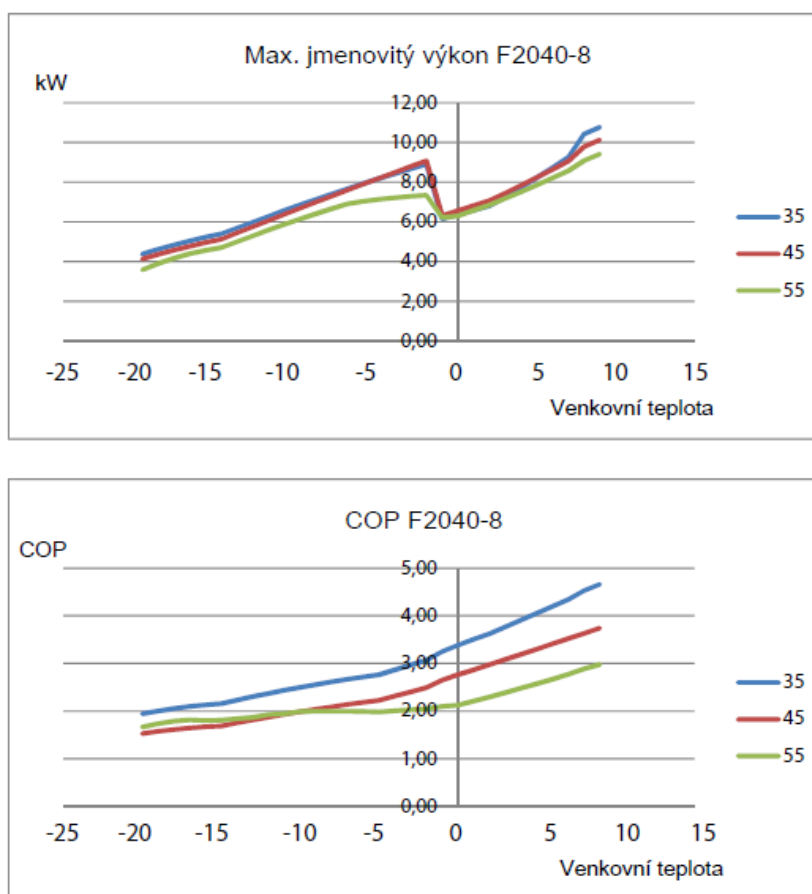 Max. jmenovitý výkon F2040-8
kW
12,00
10,00
8,00
6,00
4,00
2,00
0,00
35
45
55
-25 -20 -15 -10 -5 0 5 10 15
Venkovní teplota
COP F2040-8
COP
5,00
4,00
3,00
2,00
1,00
0,00
35
45
55
-25 -20 -15 -10 -5 0 5 10 15
Venkovní teplota